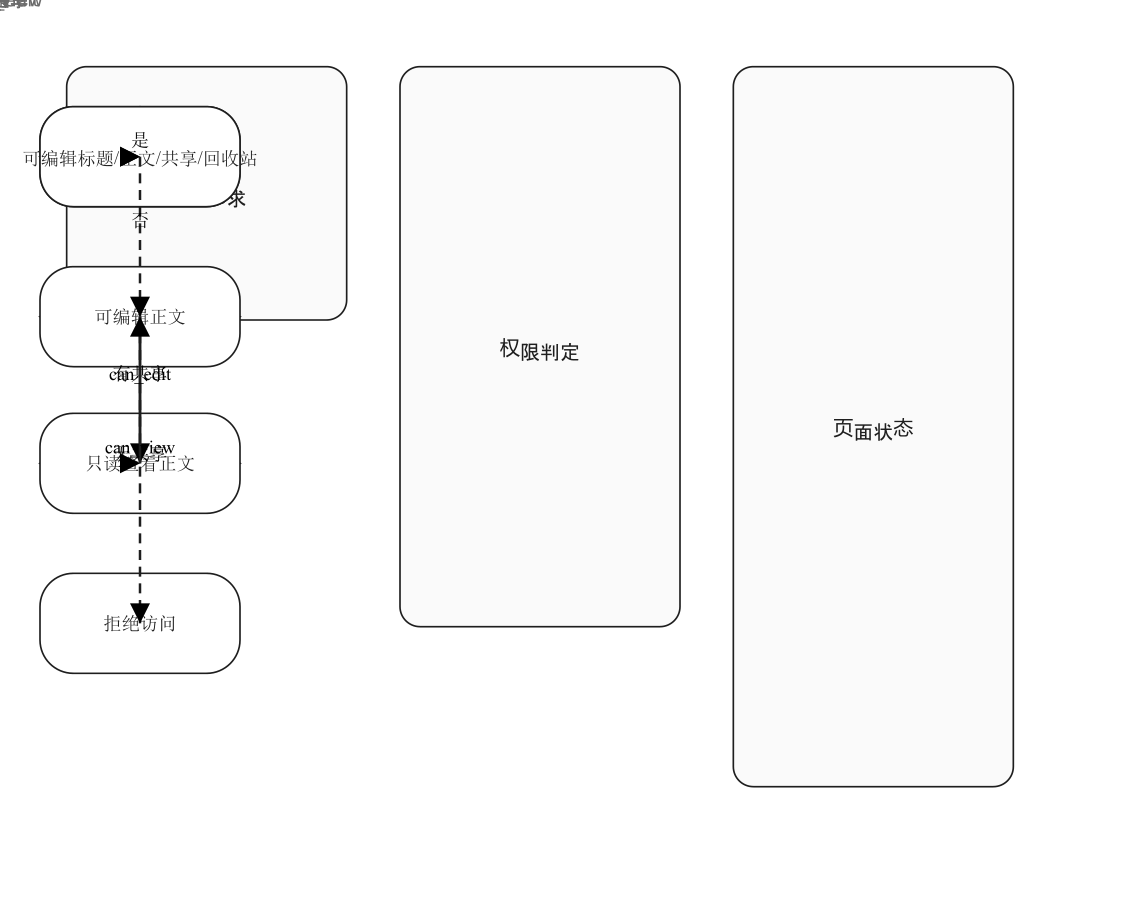 是
可编辑标题/正文/共享/回收站
求
否
可编辑正文
can_edit
can_view
只读查看正文
拒绝访问
权限判定
页面状态